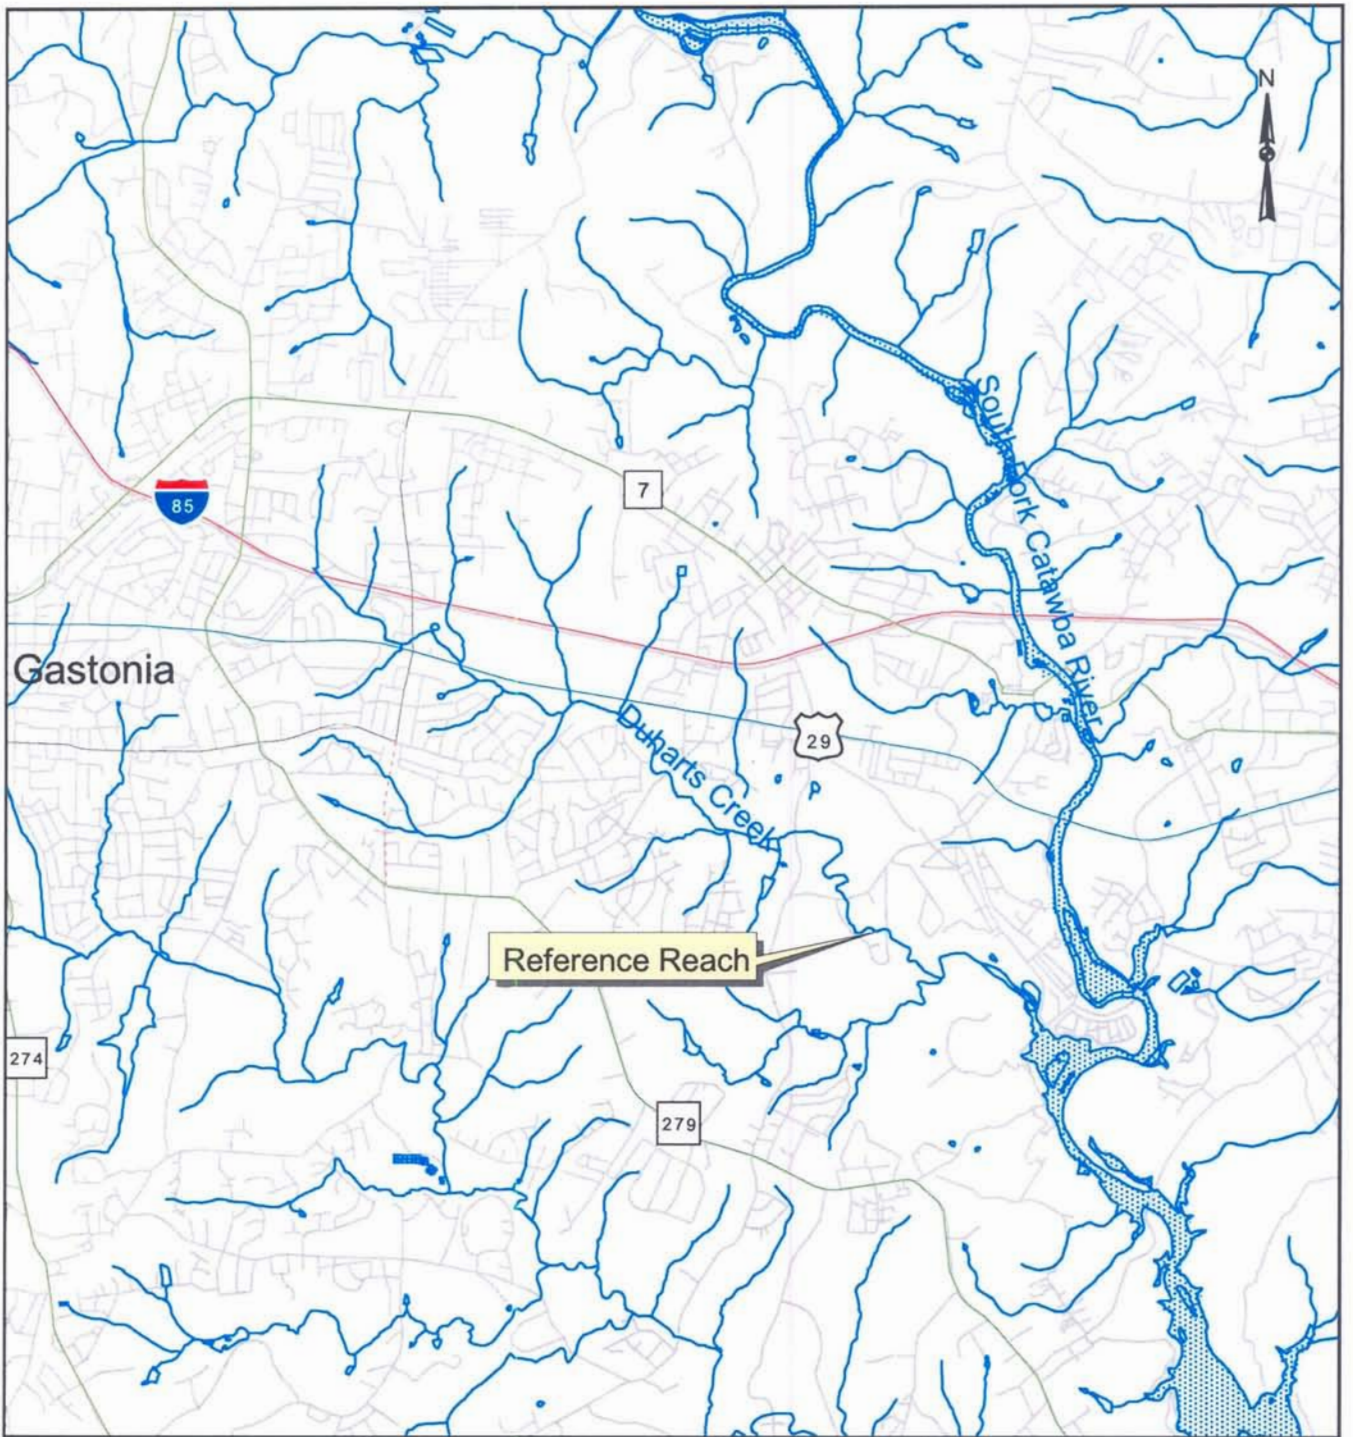 N
South Fork Catawba River
7
85
Gastonia
Duharts Creek
29
Reference Reach
274
279